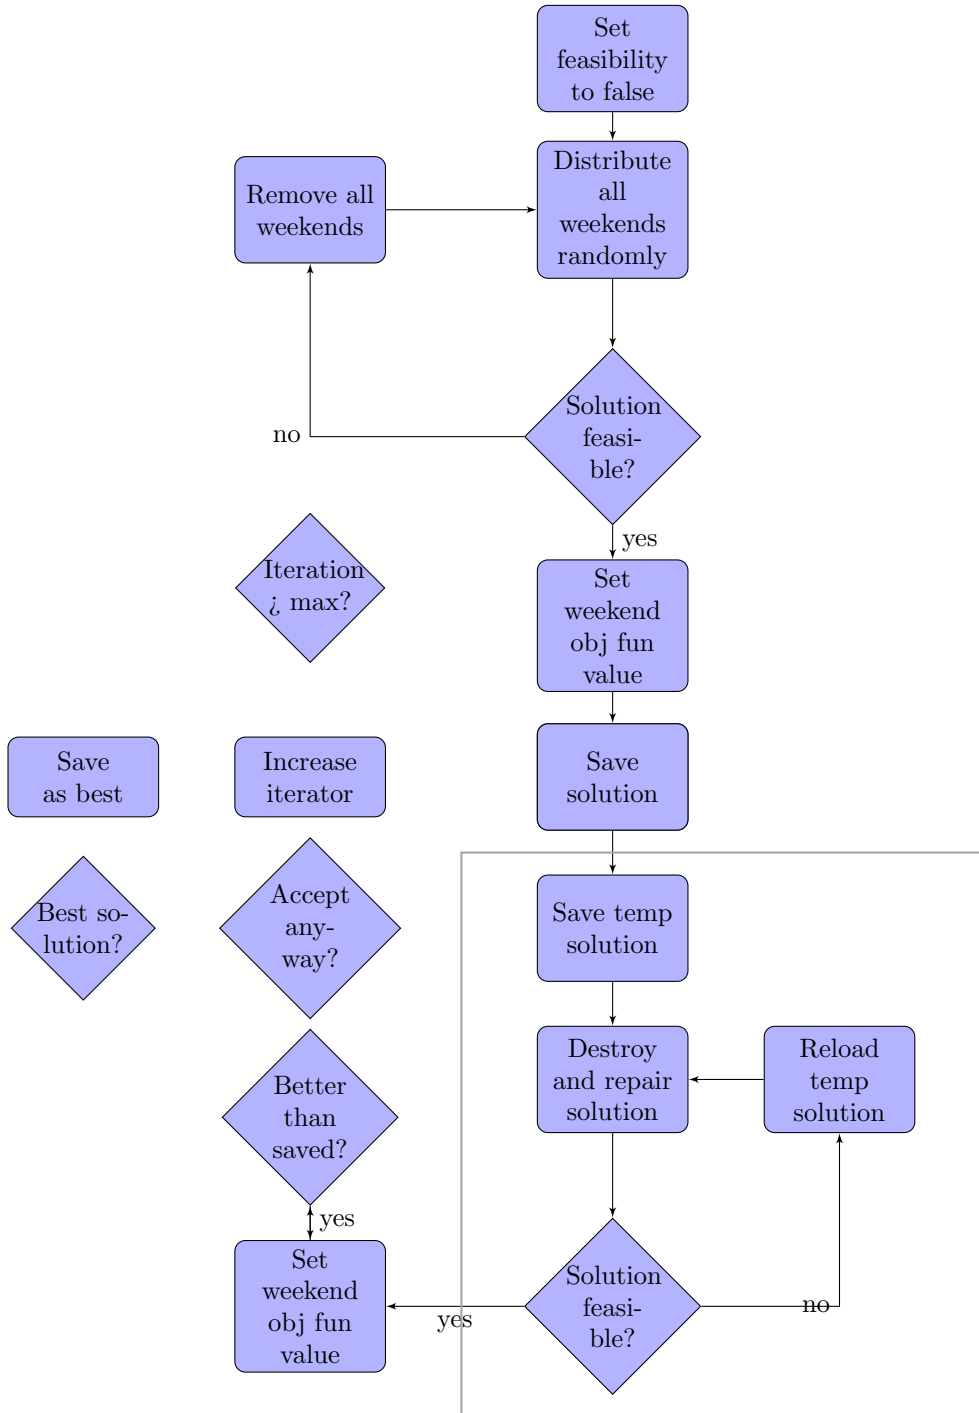 Set
feasibility
to false
Remove all
weekends
Distribute
all
weekends
randomly
Solution
feasi-
ble?
no
yes
Iteration
¿ max?
Set
weekend
obj fun
value
Save
as best
Increase
iterator
Save
solution
Best so-
lution?
Accept
any-
way?
Save temp
solution
Better
than
saved?
Destroy
and repair
solution
Reload
temp
solution
yes
Set
weekend
obj fun
value
yes
Solution
feasi-
ble?
no